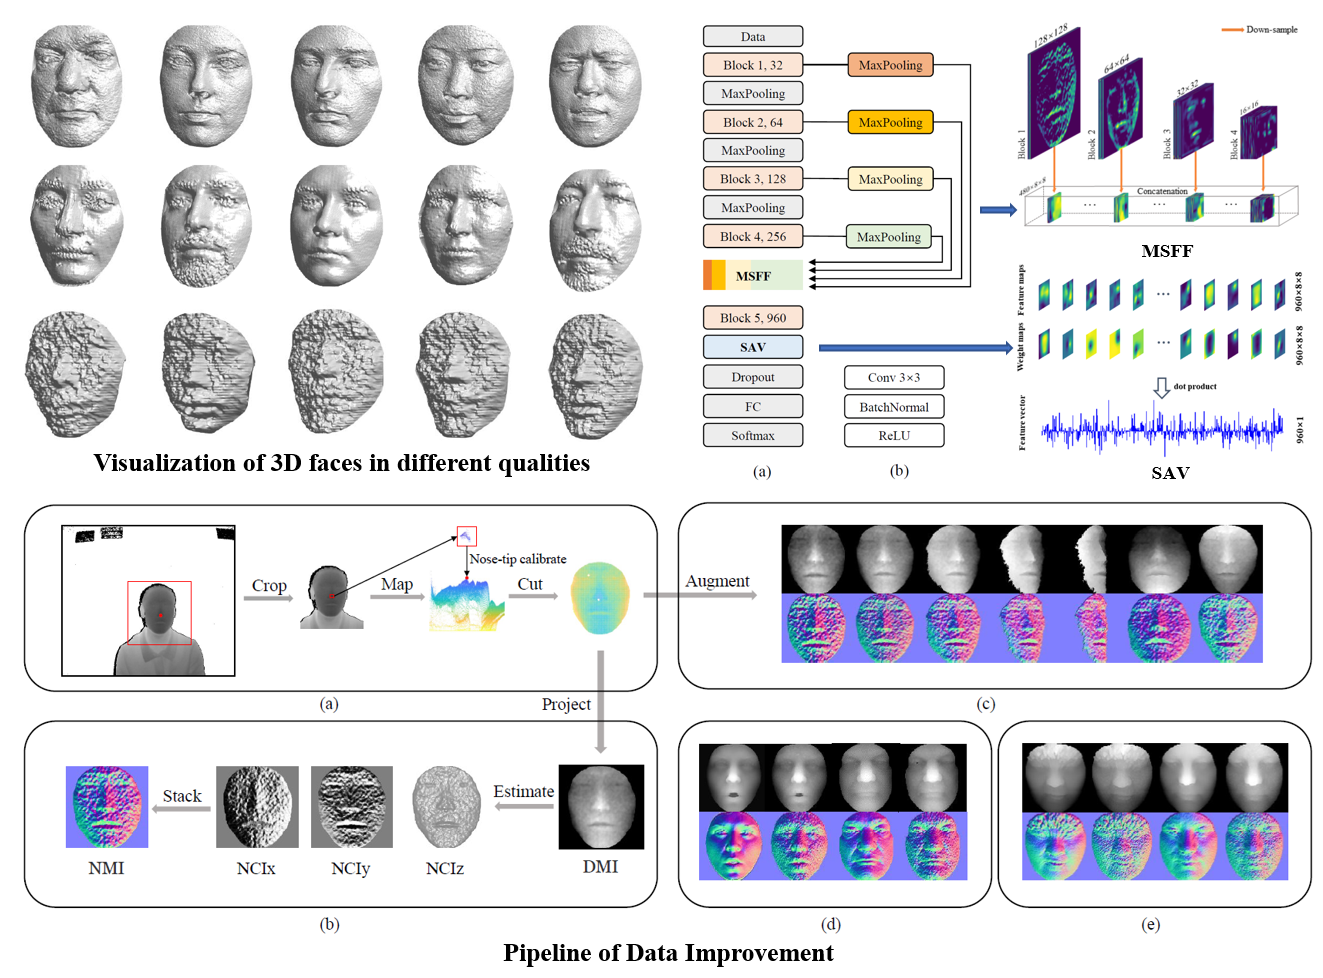 Visualization of 3D faces in different qualities
Data
Block 1, 32
MaxPooling
MaxPooling
Block 2, 64
MaxPooling
MaxPooling
Block 3, 128
MaxPooling
MaxPooling
Block 4, 256
MaxPooling
MSFF
Block 5, 960
SAV
Dropout
FC
Softmax
(a)
Conv 3×3
BatchNormal
ReLU
(b)
Down-sample
128×128
64×64
32×32
16×16
Block 1
Block 2
Block 3
Block 4
480×8×8
Concatenation
...
...
...
MSFF
Feature maps
...
960×8×8
Weight maps
...
960×8×8
dot product
Feature vector
960×1
SAV
Crop
Map
Nose-tip calibrate
Cut
Augment
(a)
Project
(c)
NMI
Stack
NCIx
NCIy
NCIz
Estimate
DMI
(b)
(d)
(e)
Pipeline of Data Improvement